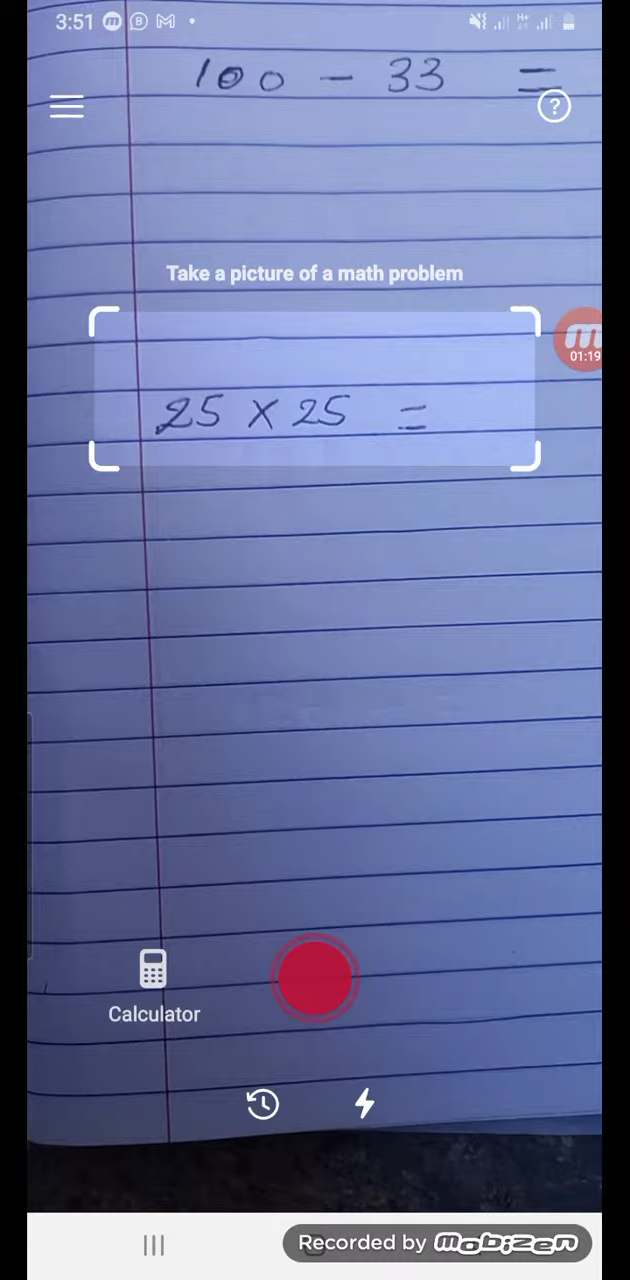 3:51
100 - 33 =
?
Take a picture of a math problem
01:19
25 × 25 =
Calculator
Recorded by mobizen